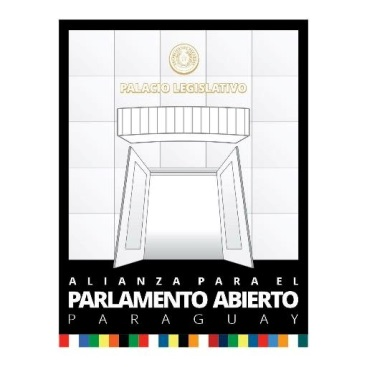 PALACIO LEGISLATIVO
ALIANZA PARA EL
PARLAMENTO ABIERTO
PARAGUAY